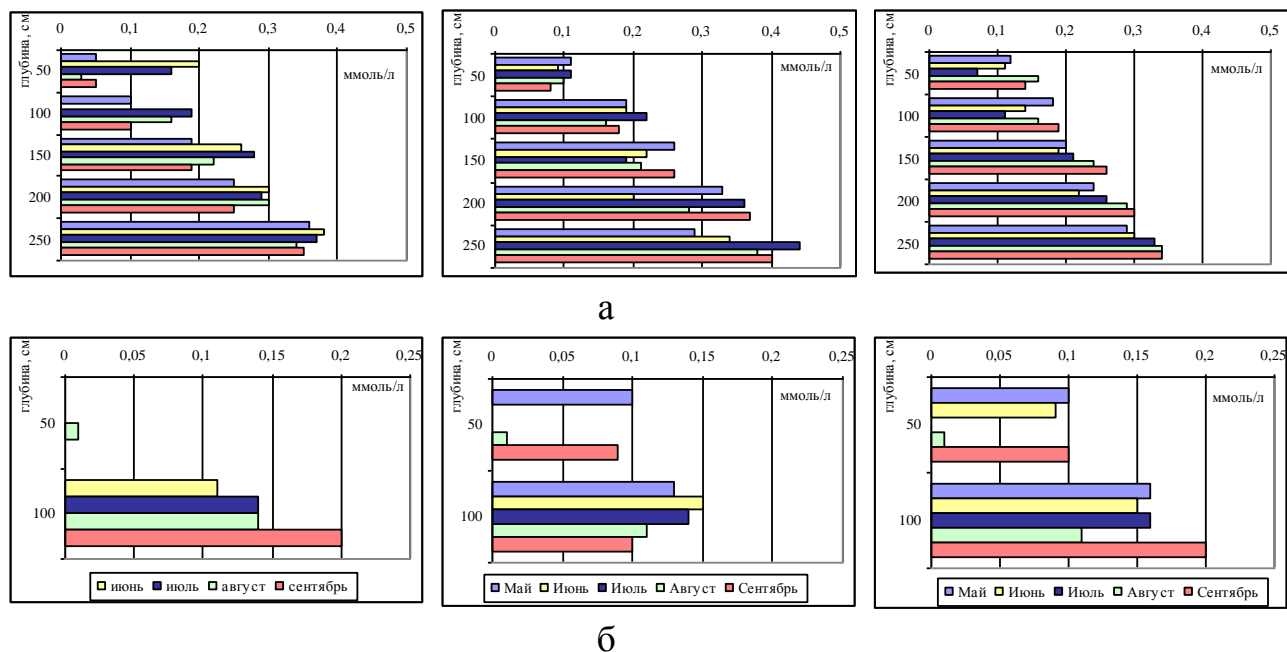 0 0,1 0,2 0,3 0,4 0,5
глубина, см
ммоль/л
50
100
150
200
250
0 0,1 0,2 0,3 0,4 0,5
глубина, см
ммоль/л
50
100
150
200
250
0 0,1 0,2 0,3 0,4 0,5
глубина, см
ммоль/л
50
100
150
200
250
а
0 0,05 0,1 0,15 0,2 0,25
глубина, см
ммоль/л
50
100
июнь июль август сентябрь
0 0,05 0,1 0,15 0,2 0,25
глубина, см
ммоль/л
50
100
Май Июнь Июль Август Сентябрь
0 0,05 0,1 0,15 0,2 0,25
глубина, см
ммоль/л
50
100
Май Июнь Июль Август Сентябрь
б